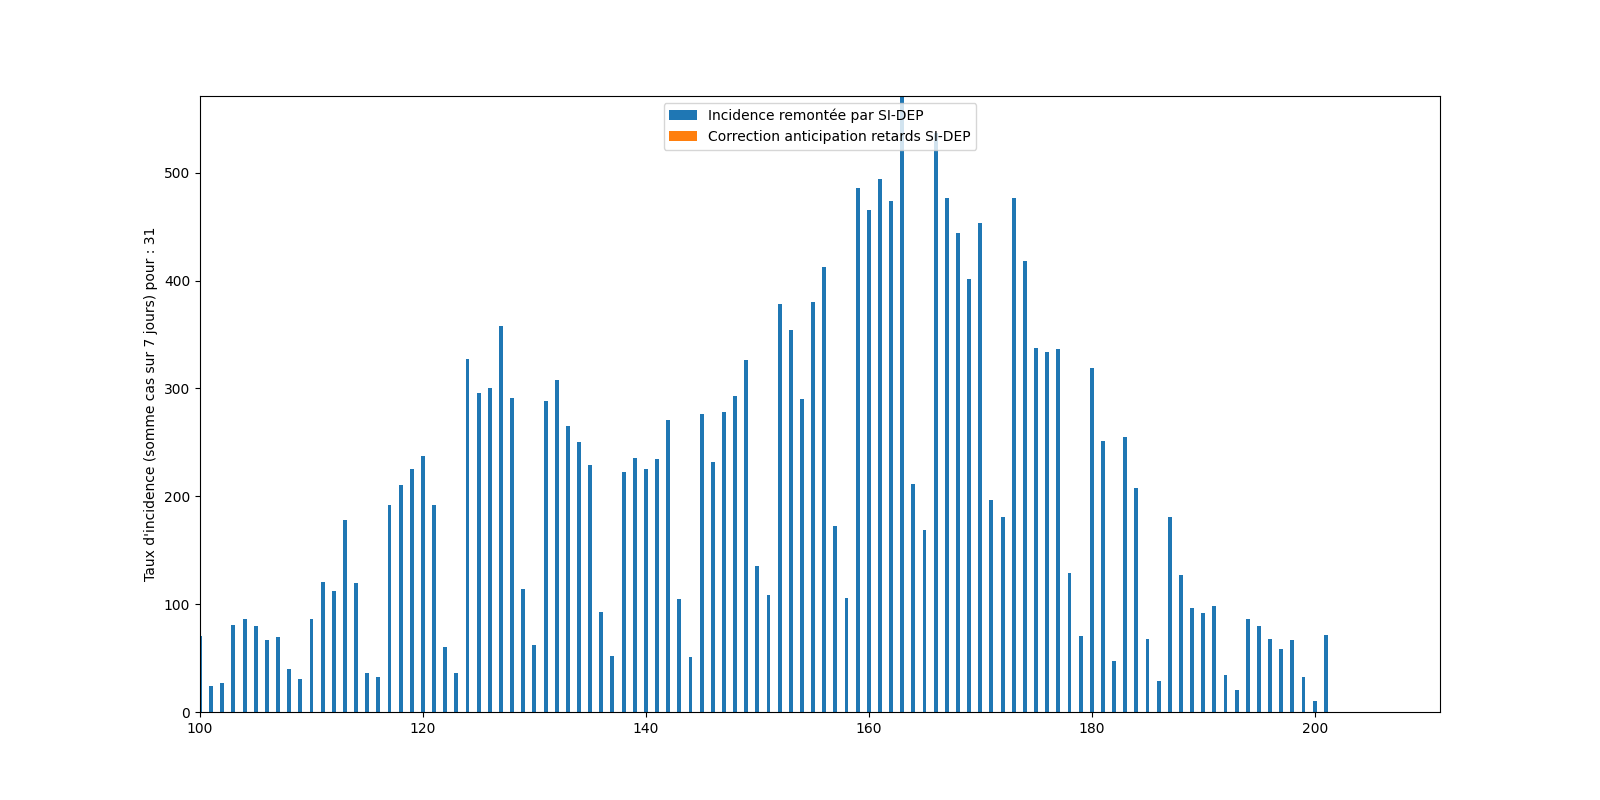 Incidence remontée par SI-DEP
Correction anticipation retards SI-DEP
Taux d'incidence (somme cas sur 7 jours) pour : 31
500
400
300
200
100
0
100 120 140 160 180 200